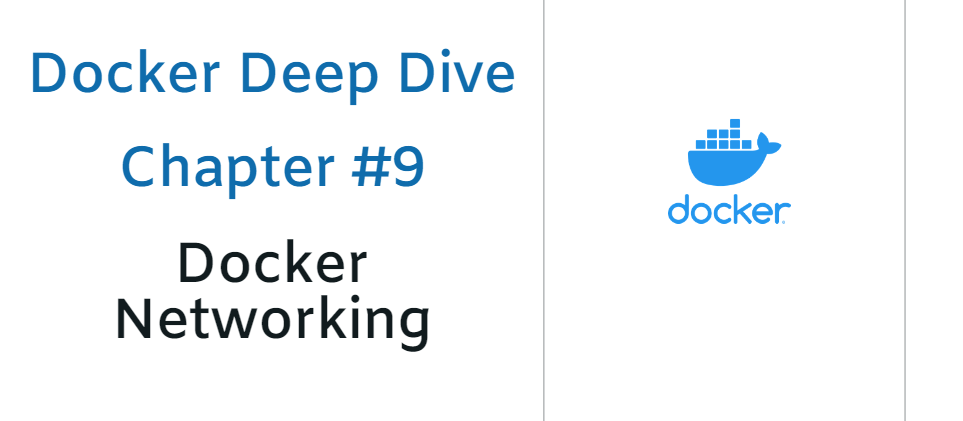 Docker Deep Dive
Chapter #9
Docker
Networking
docker